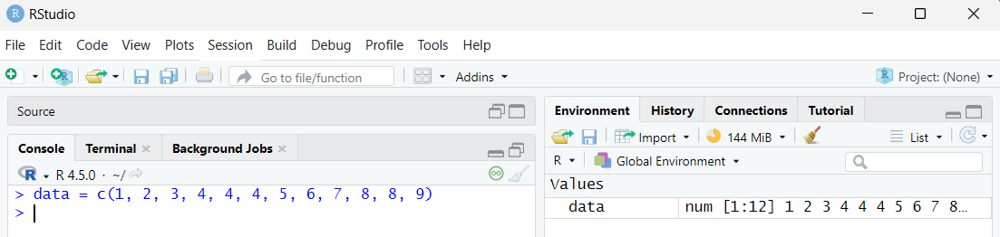 R RStudio
File Edit Code View Plots Session Build Debug Profile Tools Help
Go to file/function Addins R Project: (None)
Source
Console Terminal Background Jobs
R R 4.5.0 · ~/
> data = c(1, 2, 3, 4, 4, 4, 5, 6, 7, 8, 8, 9)
>
Environment History Connections Tutorial
Import 144 MiB List
R Global Environment
Values
data num [1:12] 1 2 3 4 4 4 5 6 7 8…